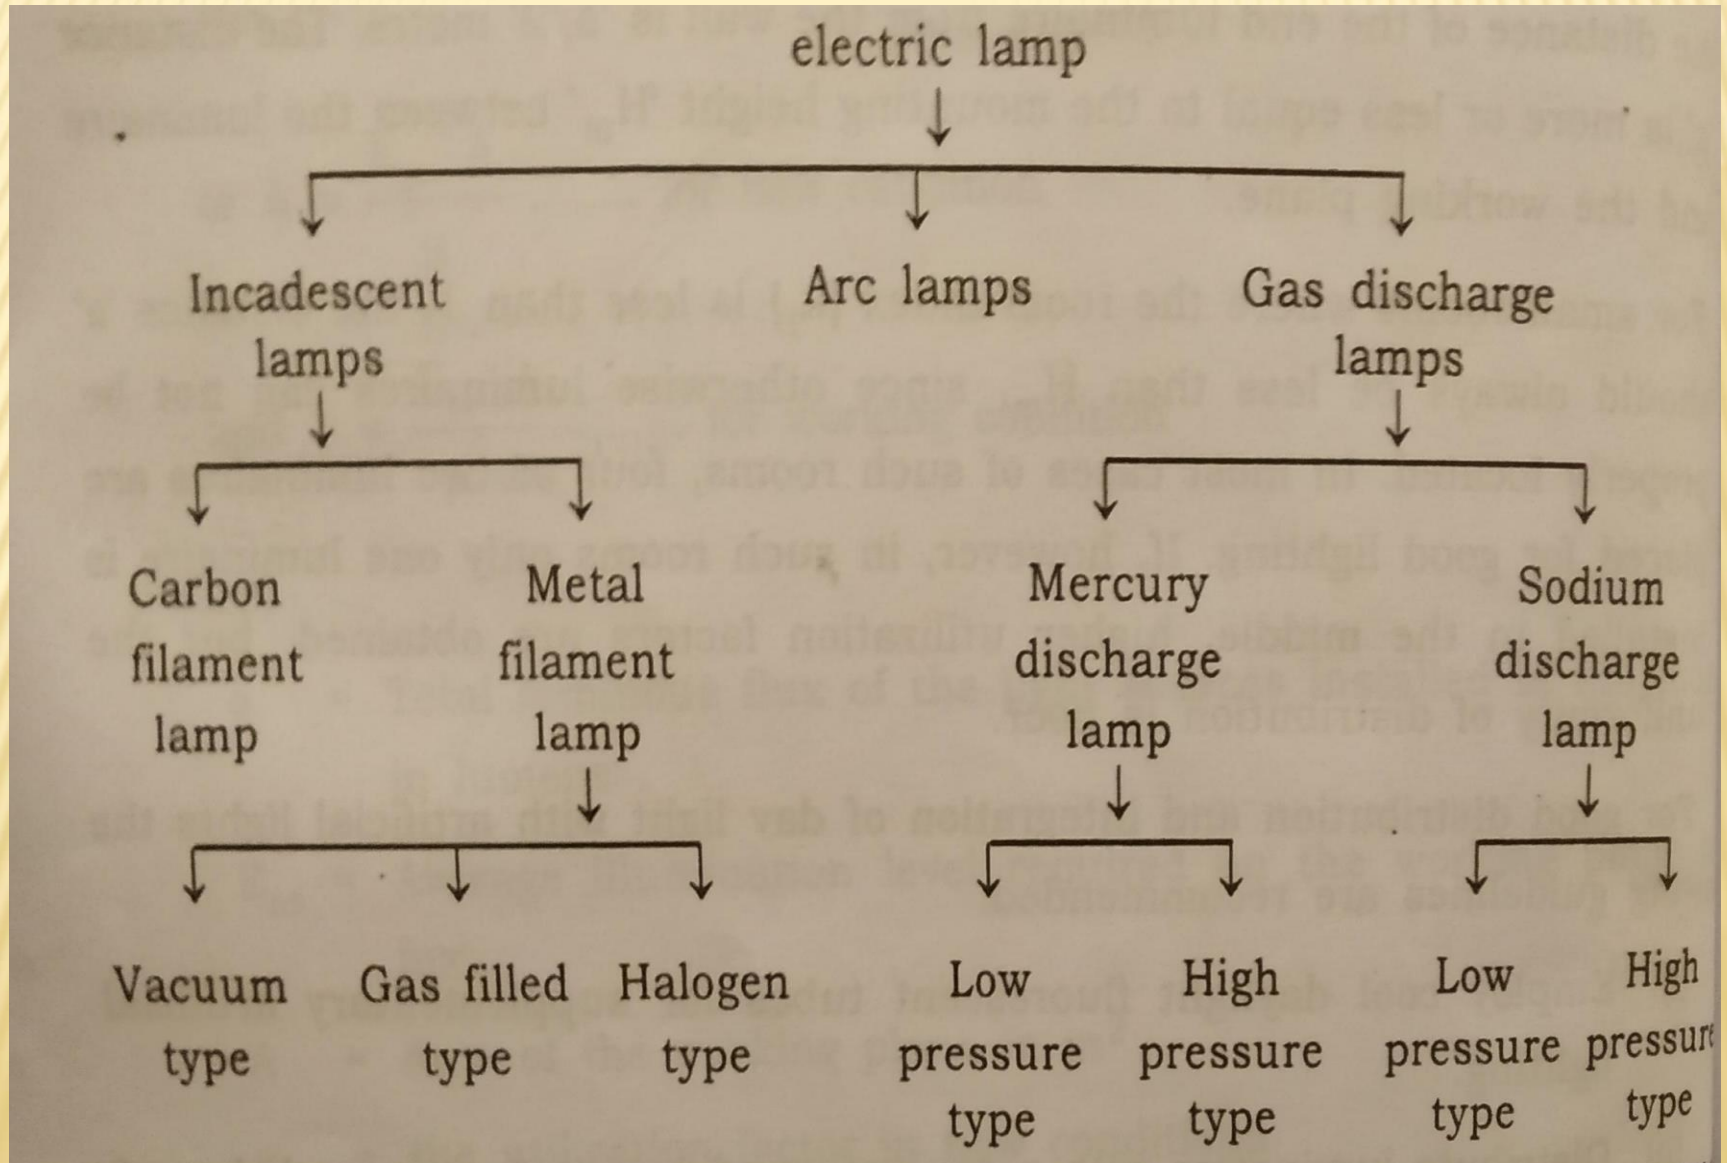 electric lamp
Incadescent
lamps
Arc lamps
Gas discharge
lamps
Carbon
filament
lamp
Metal
filament
lamp
Mercury
discharge
lamp
Sodium
discharge
lamp
Vacuum
type
Gas filled
type
Halogen
type
Low
pressure
type
High
pressure
type
Low
pressure
type
High
pressure
type